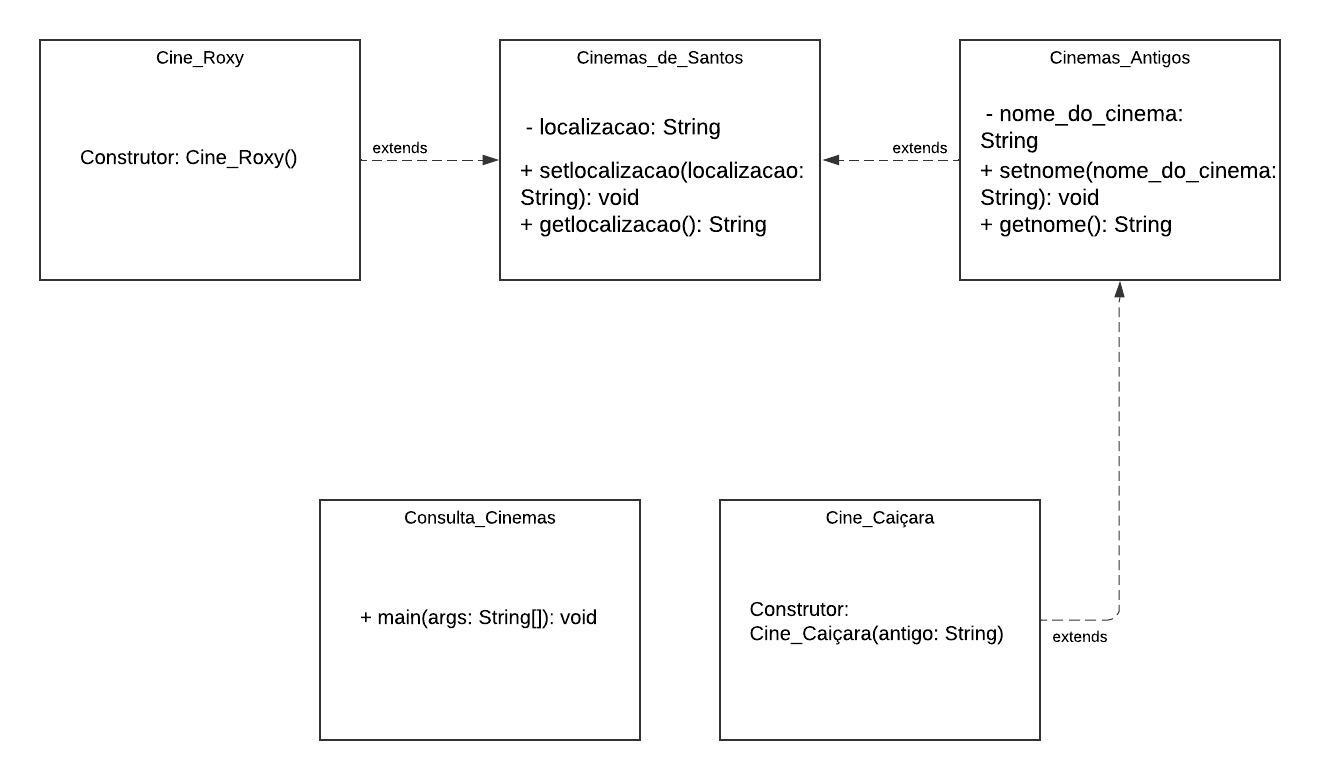 Cine_Roxy
Construtor: Cine_Roxy()
extends
Cinemas_de_Santos
- localizacao: String
+ setlocalizacao(localizacao:
String): void
+ getlocalizacao(): String
extends
Cinemas_Antigos
- nome_do_cinema:
String
+ setnome(nome_do_cinema:
String): void
+ getnome(): String
Consulta_Cinemas
+ main(args: String[]): void
Cine_Caiçara
Construtor:
Cine_Caiçara(antigo: String)
extends